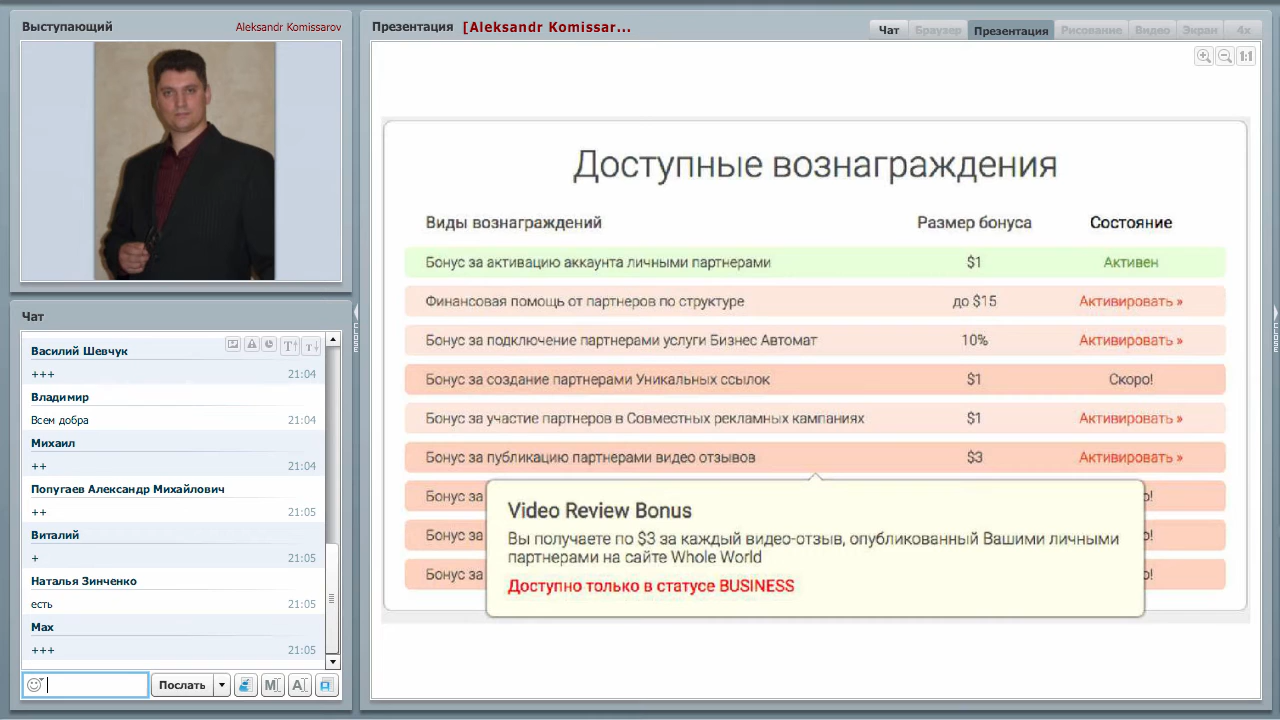 Выступающий
Aleksandr Komissarov
Чат
Василий Шевчук
+++
21:04
Владимир
Всем добра
21:04
Михаил
++
21:04
Попугаев Александр Михайлович
++
21:05
Виталий
+
21:05
Наталья Зинченко
есть
21:05
Max
+++
21:05
Послать
Презентация [Aleksandr Komissar...
Чат Браузер Презентация Рисование Видео Экран 4x
1:1
Доступные вознаграждения
Виды вознаграждений Размер бонуса Состояние
Бонус за активацию аккаунта личными партнерами $1 Активен
Финансовая помощь от партнеров по структуре до $15 Активировать »
Бонус за подключение партнерами услуги Бизнес Автомат 10% Активировать »
Бонус за создание партнерами Уникальных ссылок $1 Скоро!
Бонус за участие партнеров в Совместных рекламных кампаниях $1 Активировать »
Бонус за публикацию партнерами видео отзывов $3 Активировать »
Бонус за
Бонус за
Бонус за
Video Review Bonus
Вы получаете по $3 за каждый видео-отзыв, опубликованный Вашими личными
партнерами на сайте Whole World
Доступно только в статусе BUSINESS